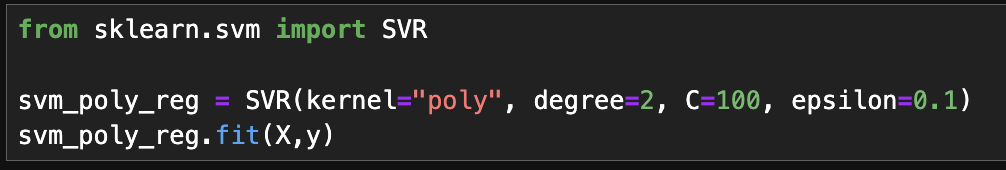 from sklearn.svm import SVR
svm_poly_reg = SVR(kernel="poly", degree=2, C=100, epsilon=0.1)
svm_poly_reg.fit(X,y)